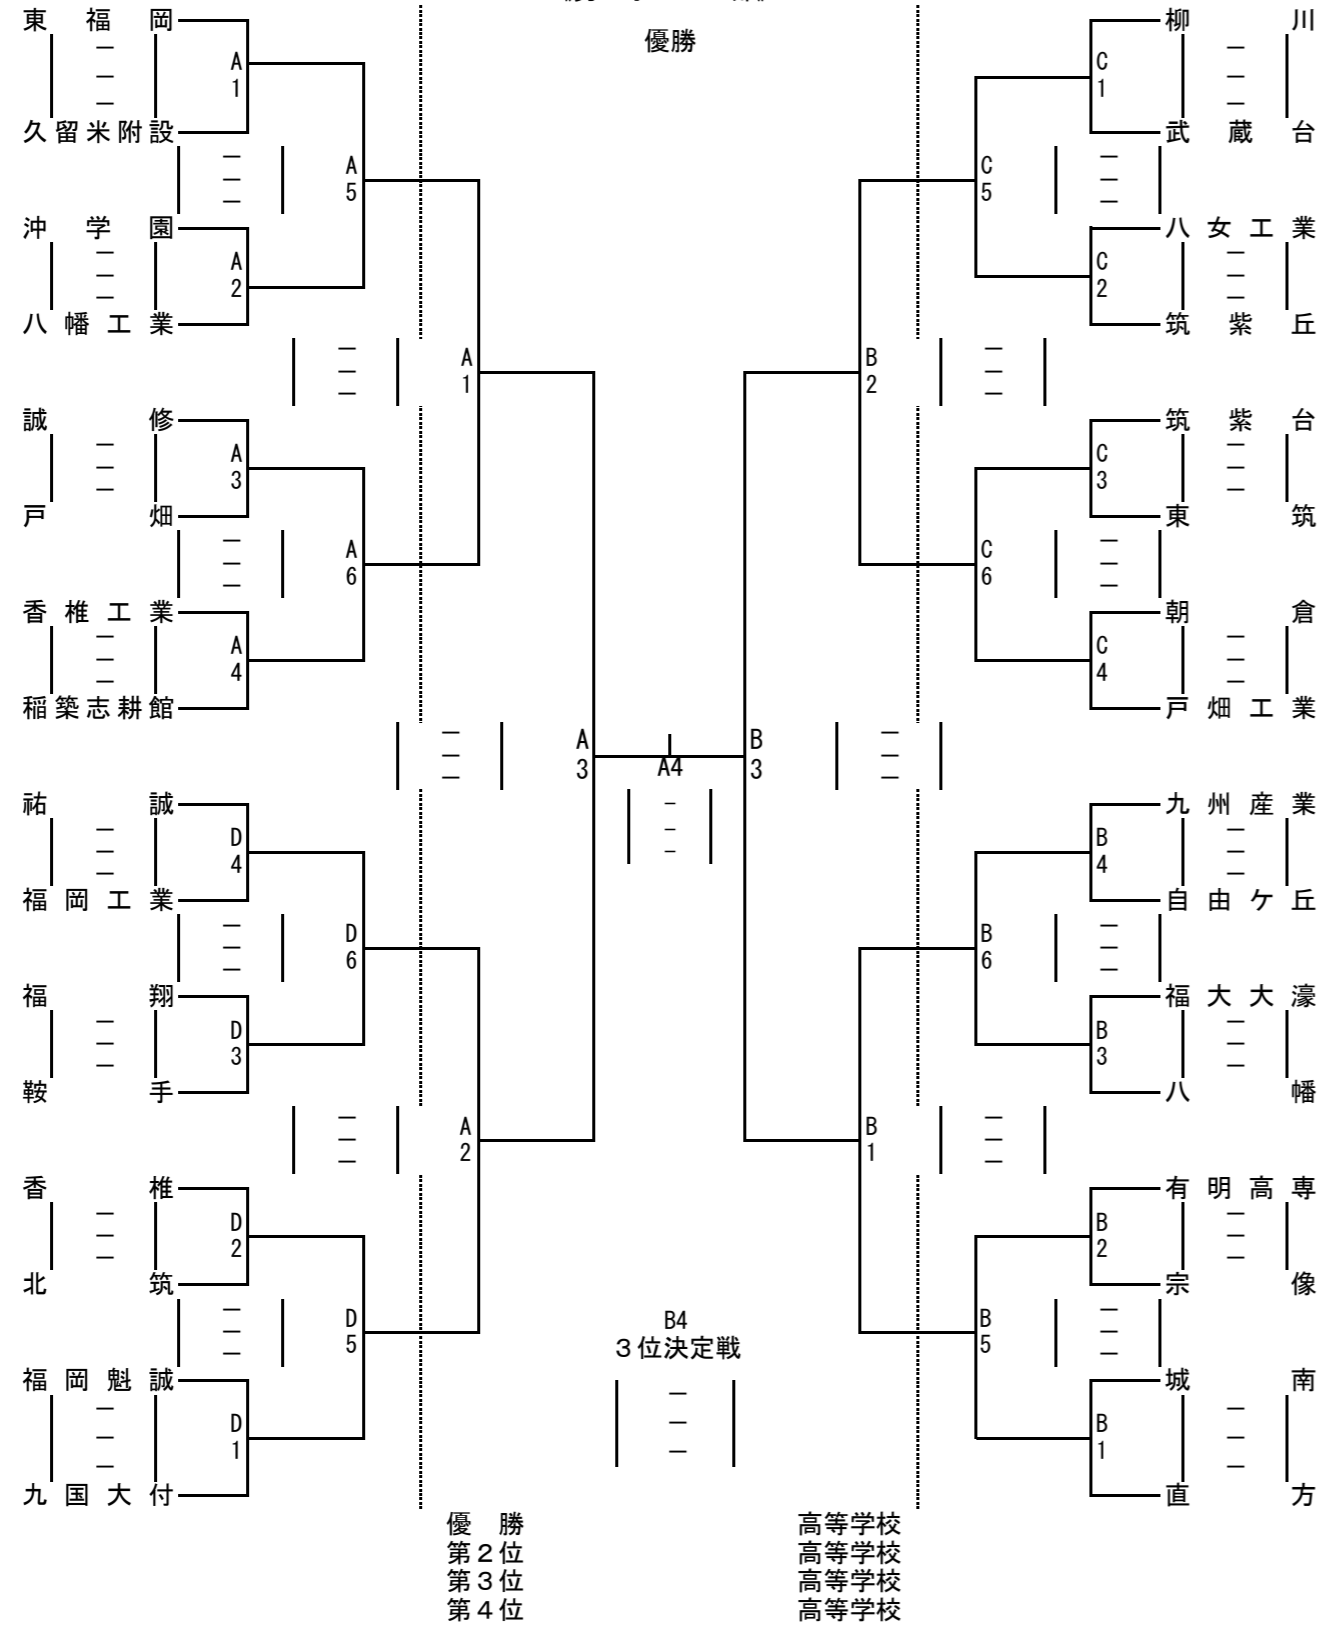 優勝
東福岡
A1
久留米附設
A5
沖学園
A2
八幡工業
A1
誠修
A3
戸畑
A6
香椎工業
A4
稲築志耕館
A3
祐誠
D4
福岡工業
D6
福翔
D3
鞍手
A2
香椎
D2
北筑
D5
福岡魁誠
D1
九国大付
A4
柳川
C1
武蔵台
C5
八女工業
C2
筑紫丘
B2
筑紫台
C3
東筑
C6
朝倉
C4
戸畑工業
B3
九州産業
B4
自由ケ丘
B6
福大大濠
B3
八幡
B1
有明高専
B2
宗像
B5
城南
B1
直方
B4
3位決定戦
優勝 高等学校
第2位 高等学校
第3位 高等学校
第4位 高等学校